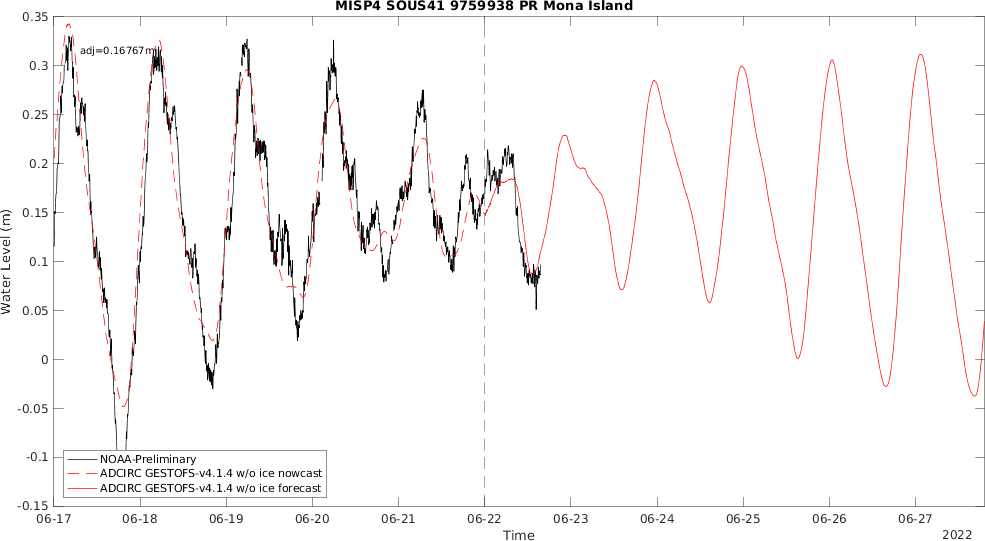 MISP4 SOUS41 9759938 PR Mona Island
adj=0.16767m
0.35
0.3
0.25
0.2
0.15
0.1
0.05
0
-0.05
-0.1
-0.15
Water Level (m)
NOAA-Preliminary
ADCIRC GESTOFS-v4.1.4 w/o ice nowcast
ADCIRC GESTOFS-v4.1.4 w/o ice forecast
06-17 06-18 06-19 06-20 06-21 06-22 06-23 06-24 06-25 06-26 06-27
Time
2022